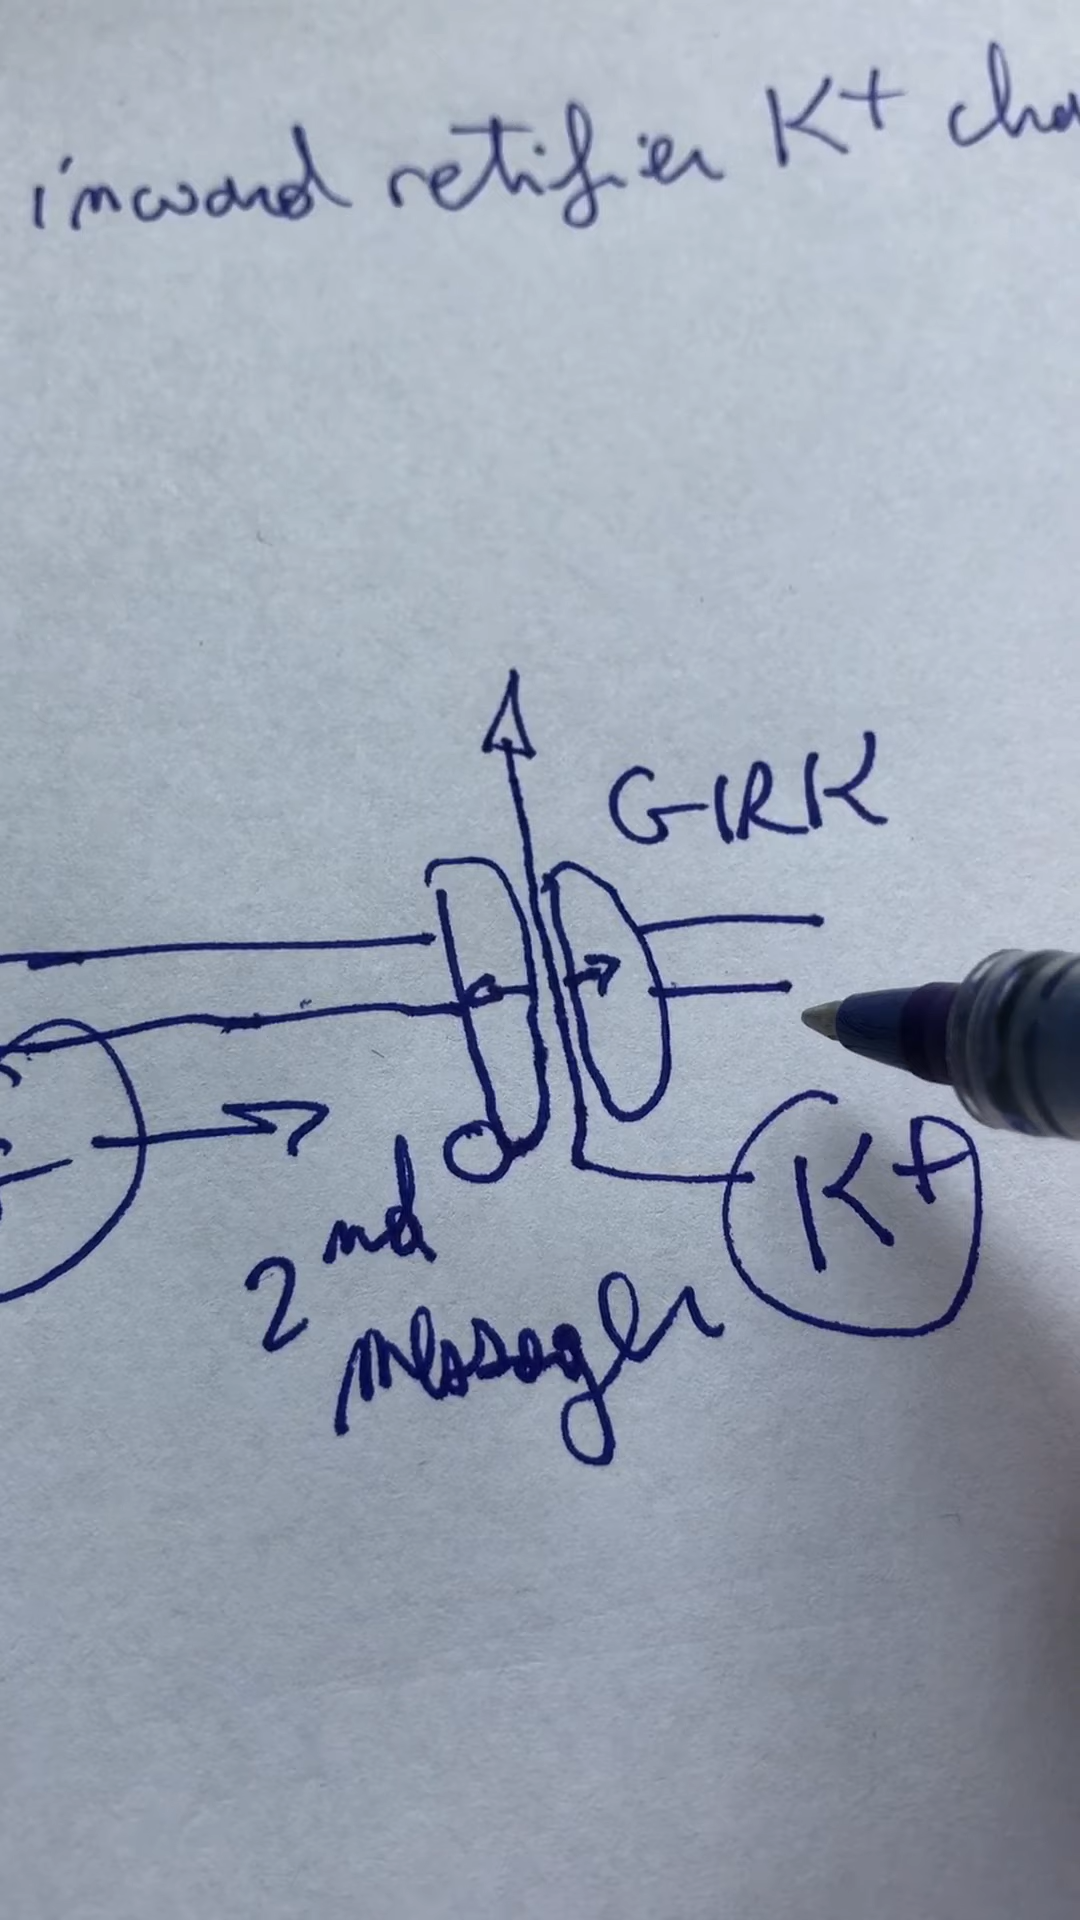 inward retifier K+ cha
GIRK
K+
2nd
messager